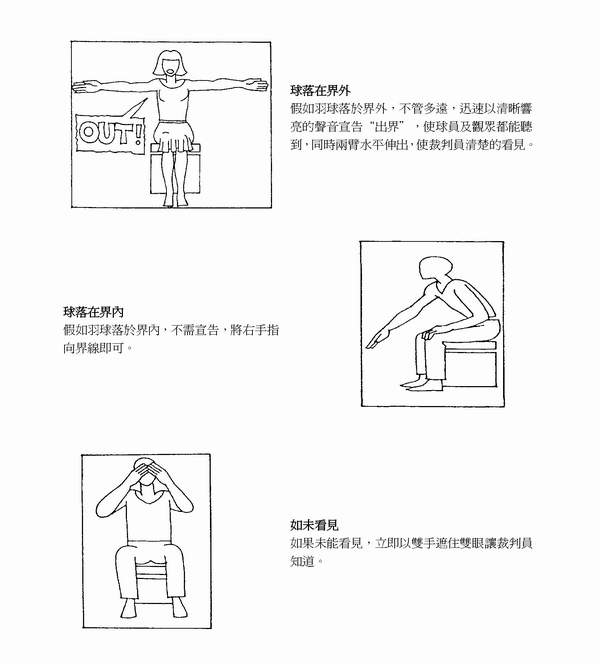 OUT!
球落在界外
假如羽球落於界外，不管多遠，迅速以清晰響
亮的聲音宣告“出界”，使球員及觀眾都能聽
到，同時兩臂水平伸出，使裁判員清楚的看見。
球落在界內
假如羽球落於界內，不需宣告，將右手指
向界線即可。
如未看見
如果未能看見，立即以雙手遮住雙眼讓裁判員
知道。